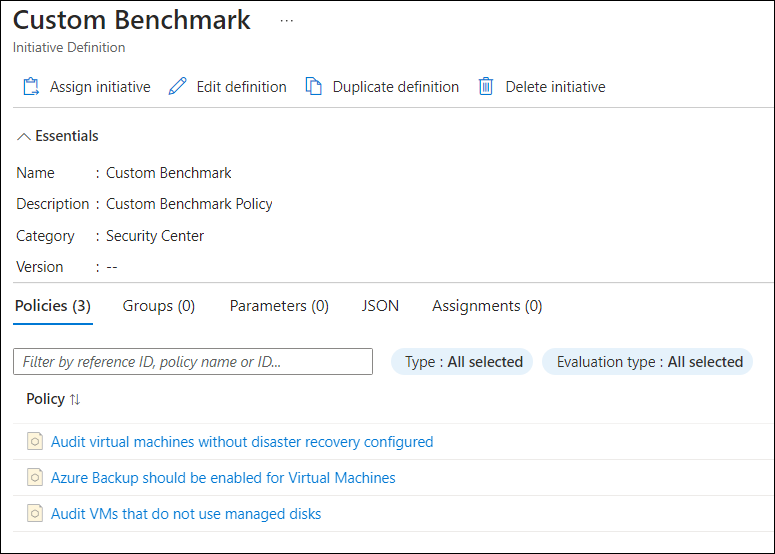 Custom Benchmark ...
Initiative Definition
Assign initiative Edit definition Duplicate definition Delete initiative
Essentials
Name : Custom Benchmark
Description : Custom Benchmark Policy
Category : Security Center
Version : --
Policies (3) Groups (0) Parameters (0) JSON Assignments (0)
Filter by reference ID, policy name or ID... Type : All selected Evaluation type : All selected
Policy ↑↓
Audit virtual machines without disaster recovery configured
Azure Backup should be enabled for Virtual Machines
Audit VMs that do not use managed disks